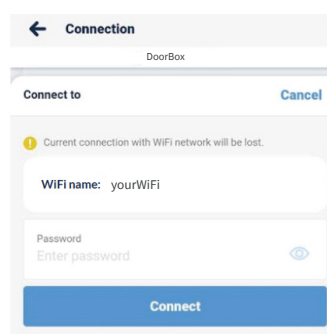 Connection
DoorBox
Connect to Cancel
Current connection with WiFi network will be lost.
WiFi name: yourWiFi
Password
Enter password
Connect